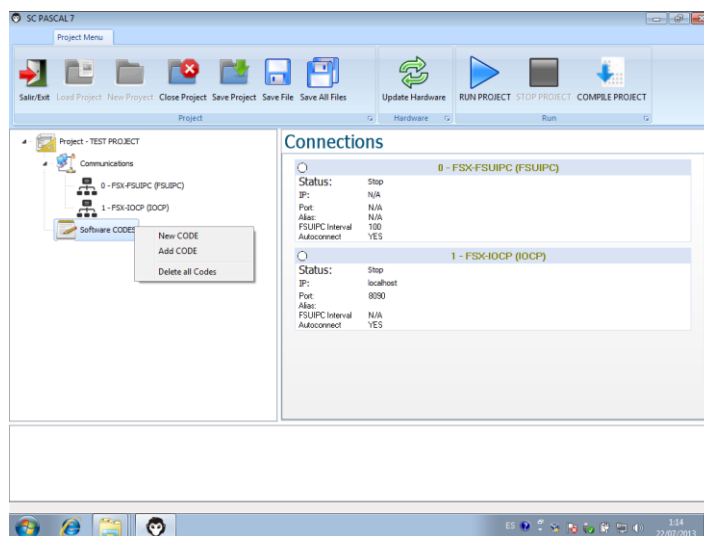 SC PASCAL 7
Project Menu
Salir/Exit Load Project New Proyect Close Project Save Project Save File Save All Files Update Hardware RUN PROJECT STOP PROJECT COMPILE PROJECT
Project Hardware Run
Project - TEST PROJECT
Communications
0 - FSX-FSUIPC (FSUIPC)
1 - FSX-IOCP (IOCP)
Software CODES
New CODE
Add CODE
Delete all Codes
Connections
0 - FSX-FSUIPC (FSUIPC)
Status: Stop
IP: N/A
Port: N/A
Alias: N/A
FSUIPC Interval 100
Autoconnect YES
1 - FSX-IOCP (IOCP)
Status: Stop
IP: localhost
Port: 8090
Alias:
FSUIPC Interval N/A
Autoconnect YES
ES 1:14
22/07/2013